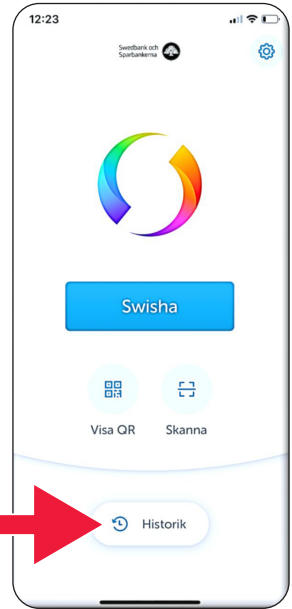 12:23
Swedbank och
Sparbankerna
Swisha
Visa QR
Skanna
Historik